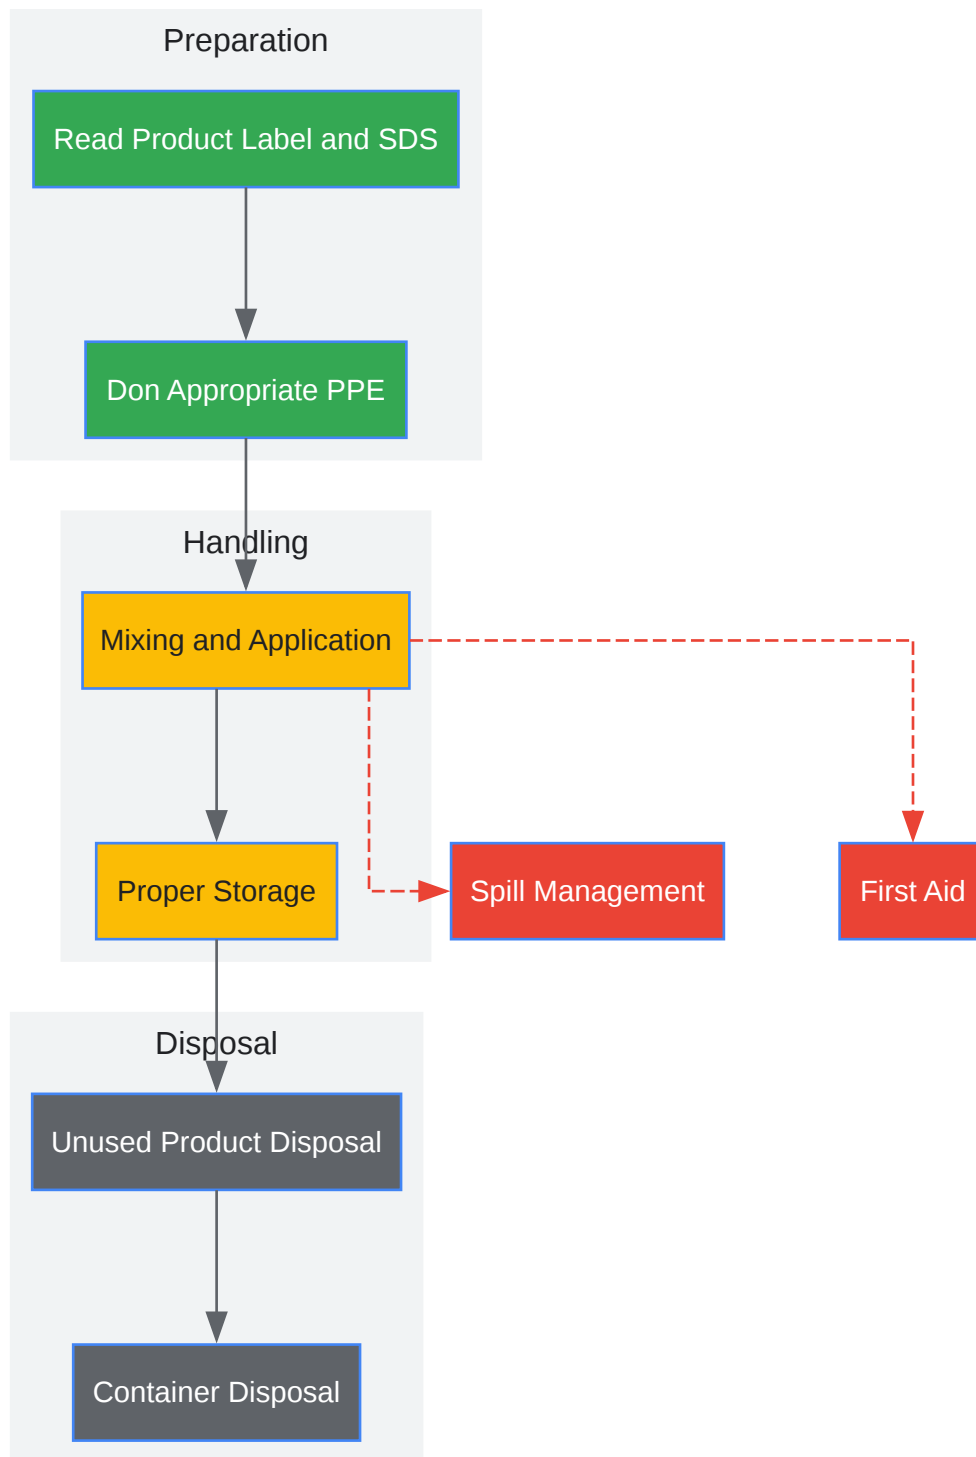 Preparation
Read Product Label and SDS
Don Appropriate PPE
Handling
Mixing and Application
Proper Storage
Spill Management
First Aid
Disposal
Unused Product Disposal
Container Disposal